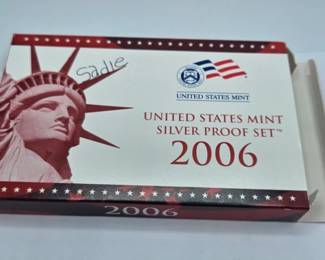 Sadie
UNITED STATES MINT
UNITED STATES MINT
SILVER PROOF SET™
2006
2006